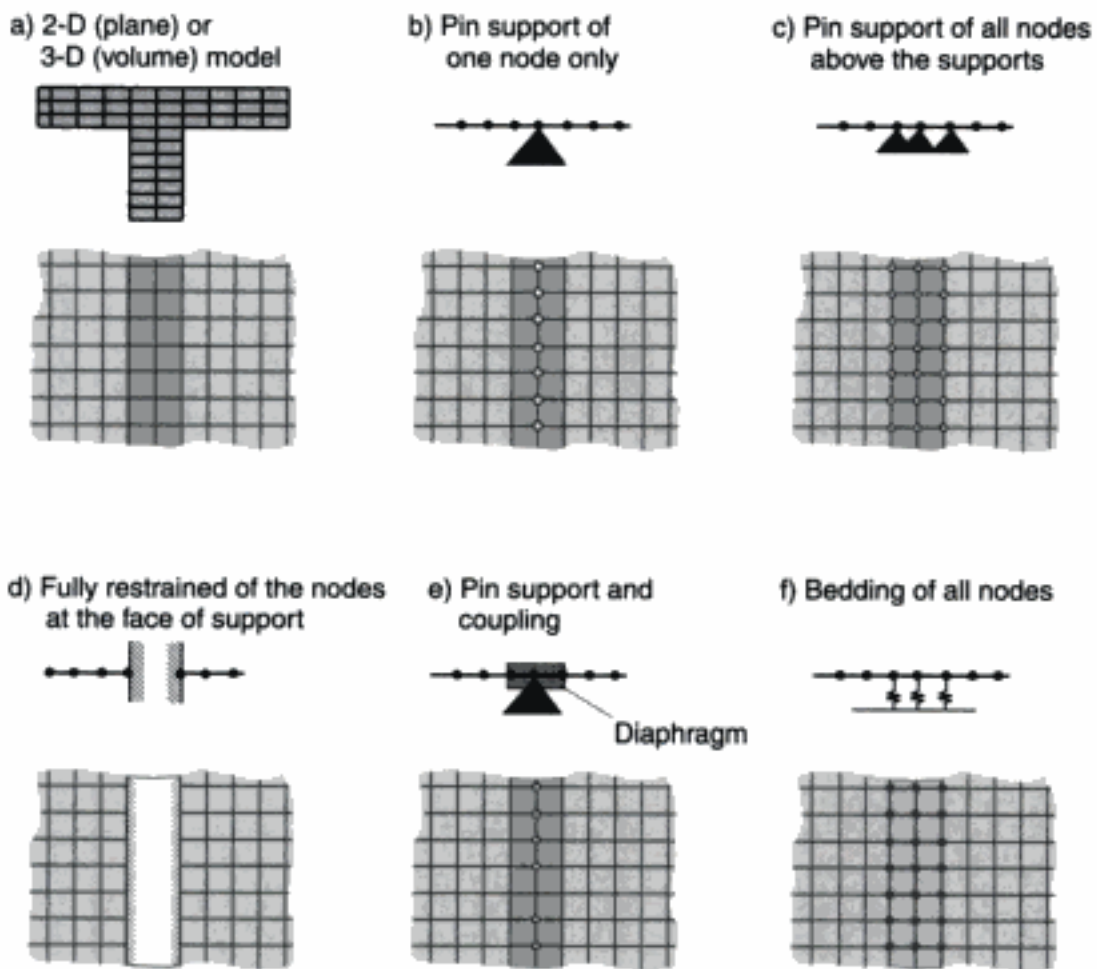 a) 2-D (plane) or
3-D (volume) model
b) Pin support of
one node only
c) Pin support of all nodes
above the supports
d) Fully restrained of the nodes
at the face of support
e) Pin support and
coupling
Diaphragm
f) Bedding of all nodes